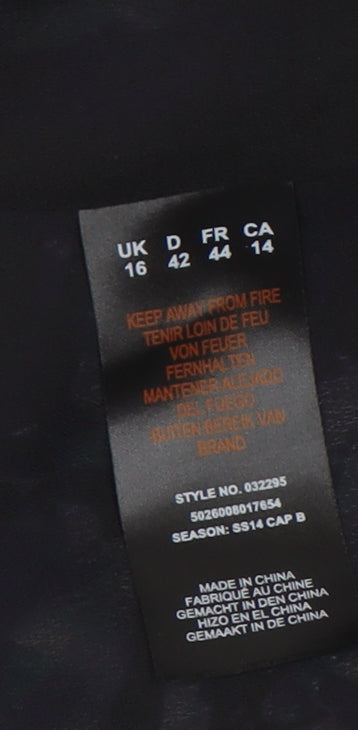 UK D FR CA
16 42 44 14
KEEP AWAY FROM FIRE
TENIR LOIN DE FEU
VON FEUER
FERNHALTEN
MANTENER ALEJADO
DEL FUEGO
BUITEN BEREIK VAN
BRAND
STYLE NO. 032295
5026008017654
SEASON: SS14 CAP B
MADE IN CHINA
FABRIQUÉ AU CHINE
GEMACHT IN DEN CHINA
HIZO EN EL CHINA
GEMAAKT IN DE CHINA